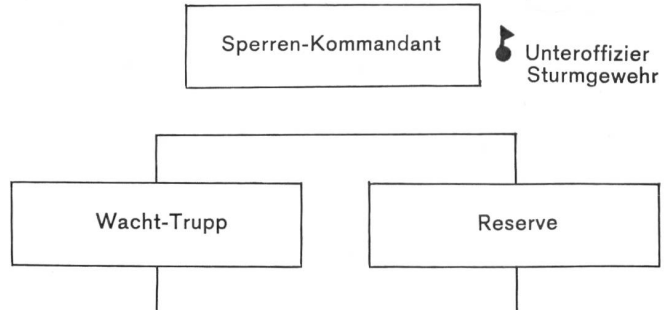 Sperren-Kommandant
Unteroffizier
Sturmgewehr
Wacht-Trupp
Reserve